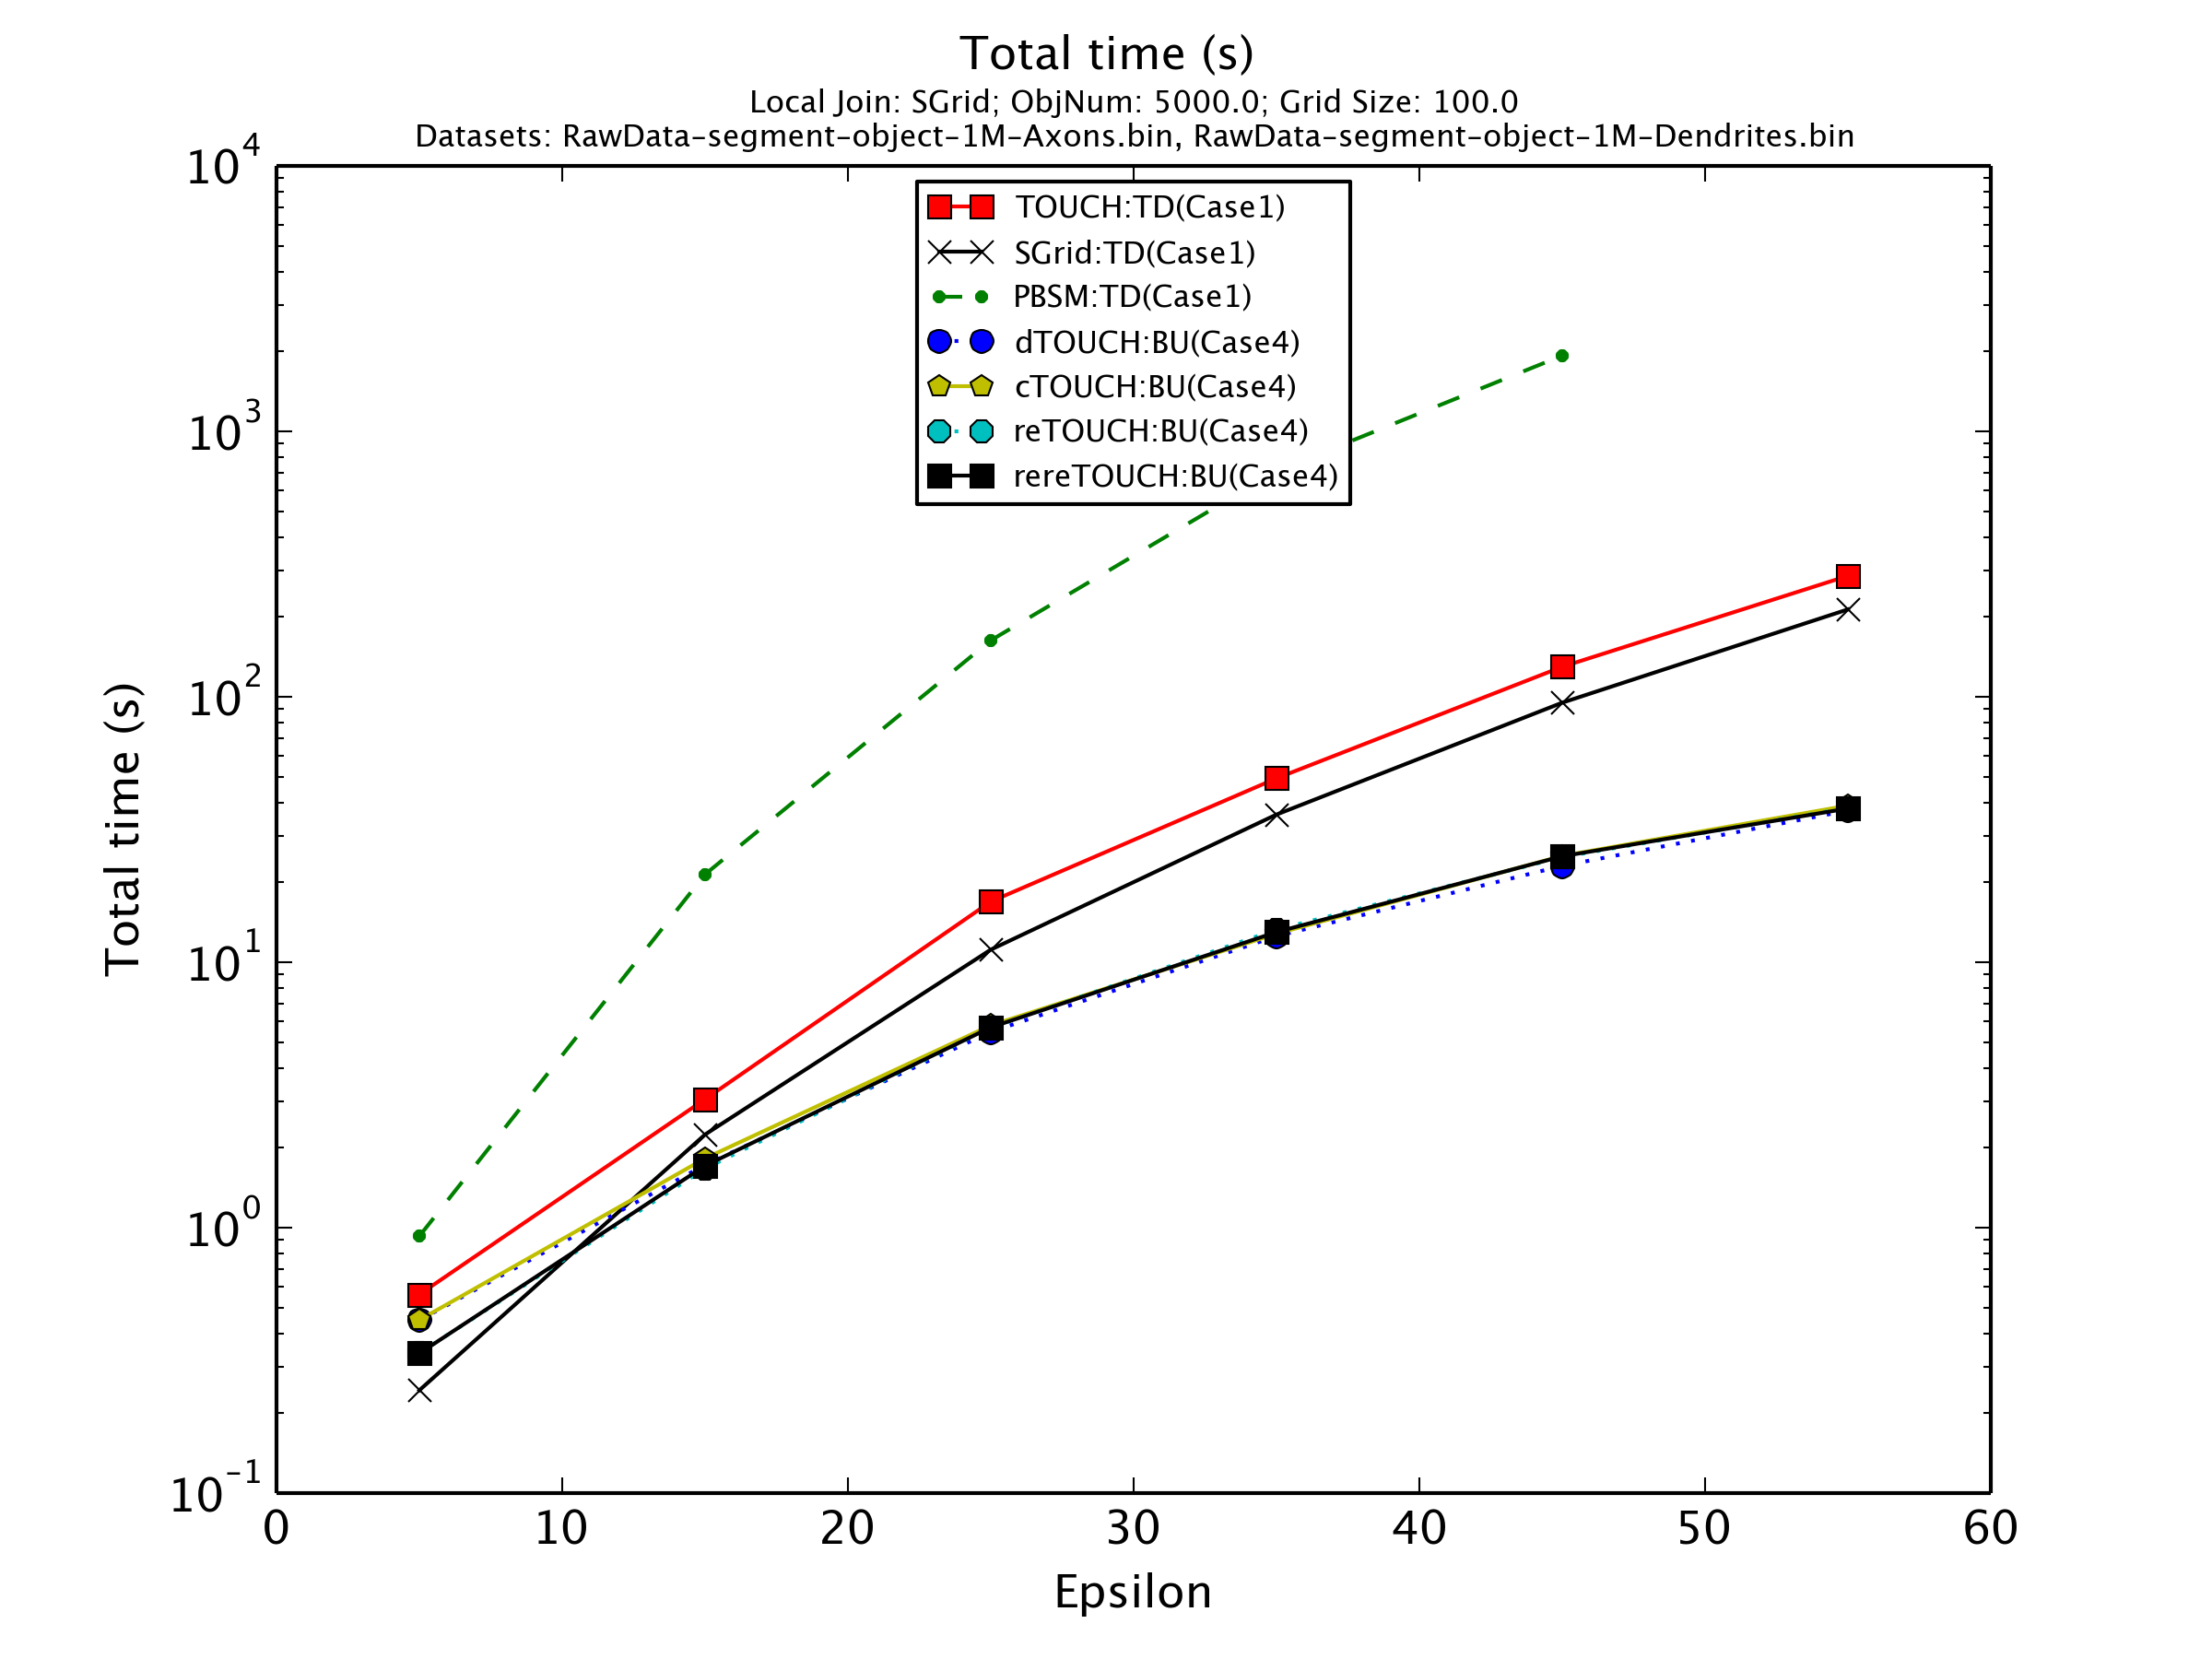 Total time (s)
Local Join: SGrid; ObjNum: 5000.0; Grid Size: 100.0
Datasets: RawData-segment-object-1M-Axons.bin, RawData-segment-object-1M-Dendrites.bin
TOUCH:TD(Case1)
SGrid:TD(Case1)
PBSM:TD(Case1)
dTOUCH:BU(Case4)
cTOUCH:BU(Case4)
reTOUCH:BU(Case4)
rereTOUCH:BU(Case4)
Total time (s)
10^4
10^3
10^2
10^1
10^0
10^-1
0 10 20 30 40 50 60
Epsilon